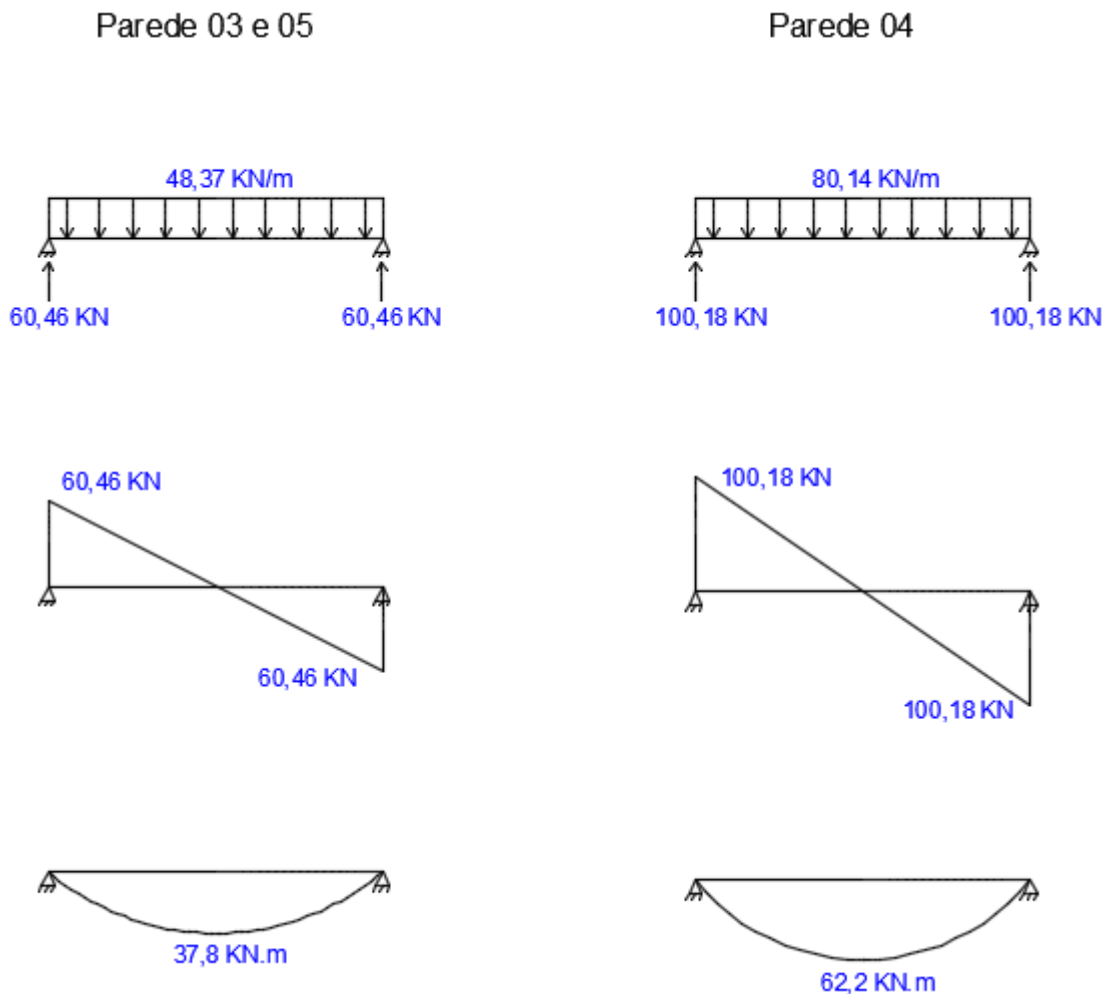 Parede 03 e 05
Parede 04
48,37 KN/m
80,14 KN/m
60,46 KN
60,46 KN
100,18 KN
100,18 KN
60,46 KN
100,18 KN
60,46 KN
100,18 KN
37,8 KN.m
62,2 KN.m